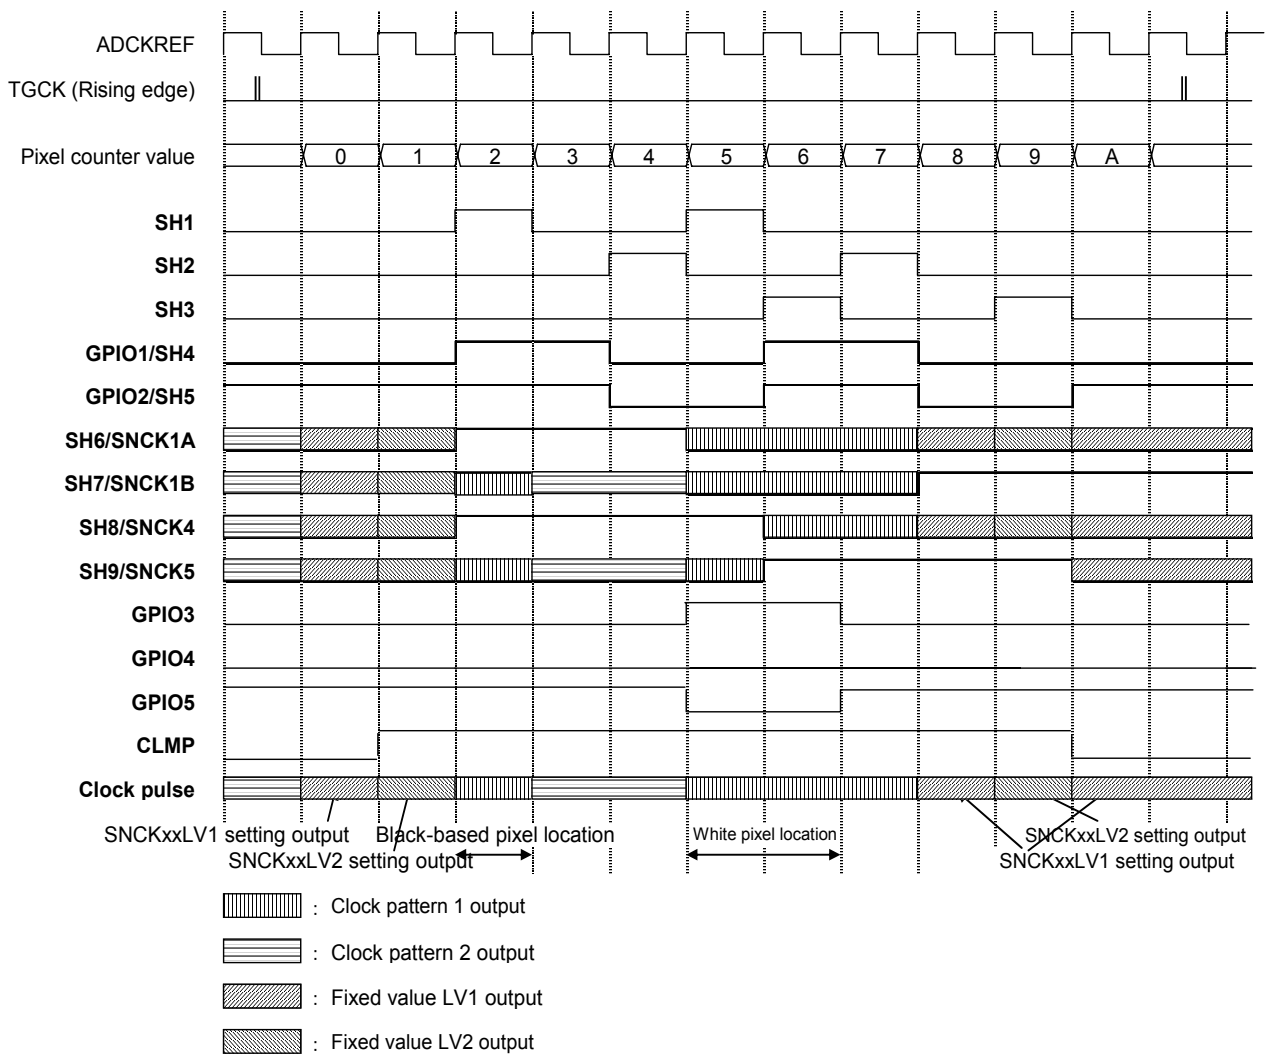 ADCKREF
TGCK (Rising edge)
Pixel counter value
0 1 2 3 4 5 6 7 8 9 A
SH1
SH2
SH3
GPIO1/SH4
GPIO2/SH5
SH6/SNCK1A
SH7/SNCK1B
SH8/SNCK4
SH9/SNCK5
GPIO3
GPIO4
GPIO5
CLMP
Clock pulse
SNCKxxLV1 setting output Black-based pixel location White pixel location SNCKxxLV2 setting output
SNCKxxLV2 setting output SNCKxxLV1 setting output
: Clock pattern 1 output
: Clock pattern 2 output
: Fixed value LV1 output
: Fixed value LV2 output